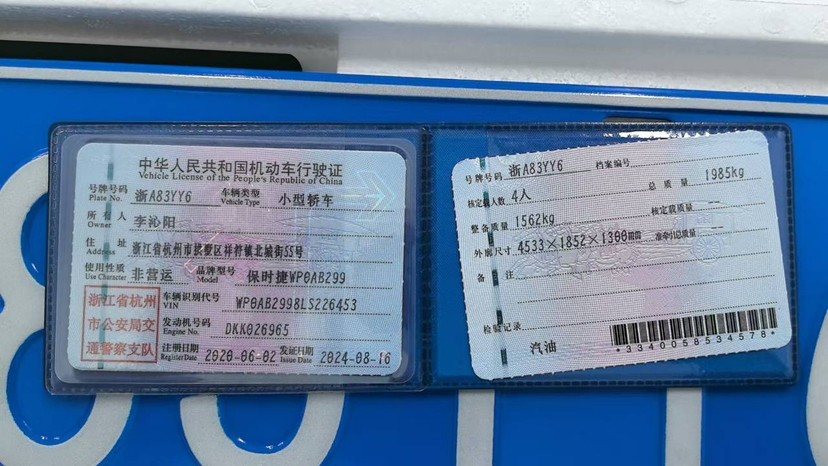 中华人民共和国机动车行驶证
Vehicle License of the People's Republic of China
号牌号码 浙A83YY6 车辆类型 小型轿车
Plate No. Vehicle Type
所有人 李沁阳
Owner
住址 浙江省杭州市拱墅区祥符镇北城街55号
Address
使用性质 非营运 品牌型号 保时捷WP0AB299
Use Character Model
浙江省杭州
市公安局交
通警察支队
车辆识别代号 WP0AB2998LS226453
VIN
发动机号码 DKK026965
Engine No.
注册日期 2020-06-02 发证日期 2024-08-16
Register Date Issue Date
号牌号码 浙A83YY6 档案编号
核定载人数 4人 总质量 1985kg
整备质量 1562kg 核定载质量
外廓尺寸 4533×1852×1300mm 准牵引总质量
备注
检验记录
汽油
*3340058534578*